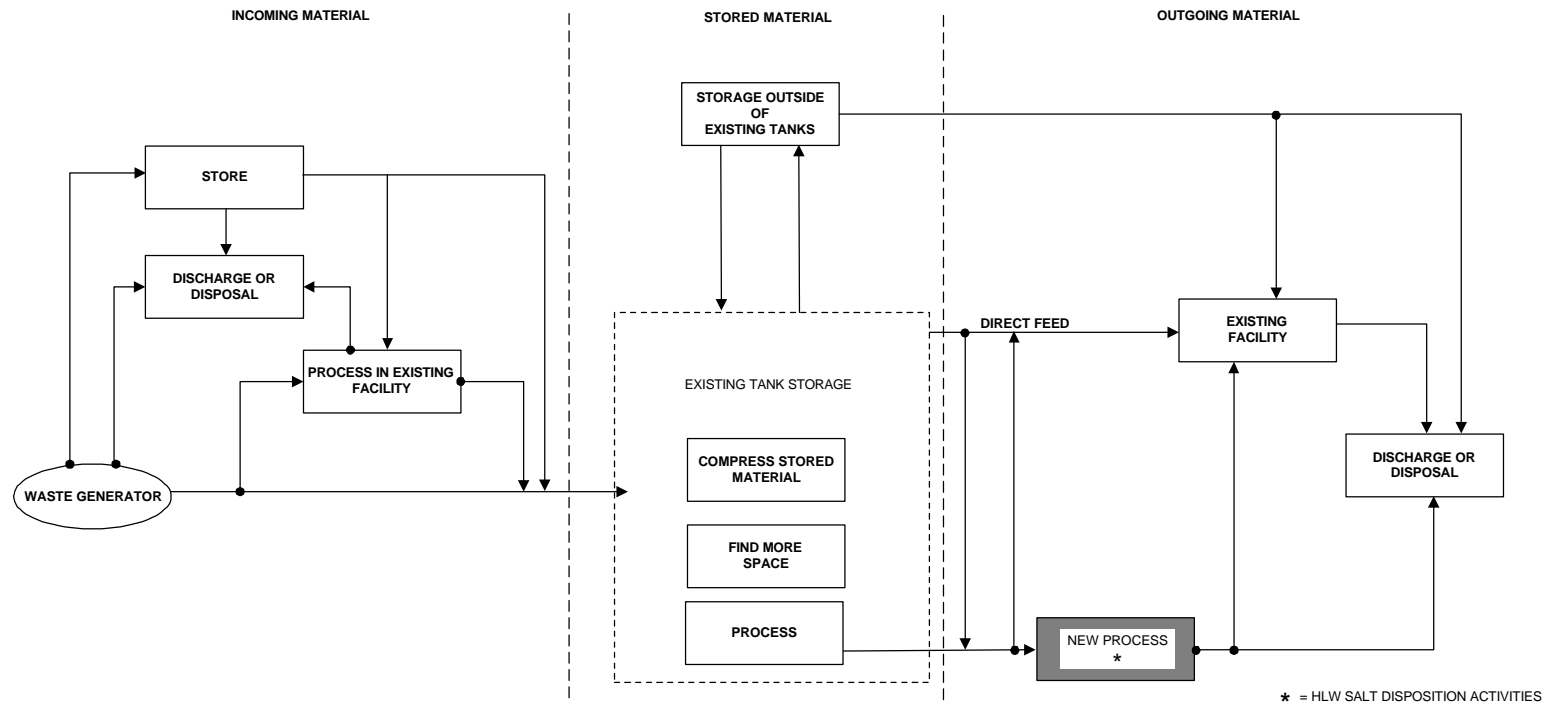 INCOMING MATERIAL
STORED MATERIAL
OUTGOING MATERIAL
STORAGE OUTSIDE
OF
EXISTING TANKS
STORE
DISCHARGE OR
DISPOSAL
PROCESS IN EXISTING
FACILITY
WASTE GENERATOR
EXISTING TANK STORAGE
COMPRESS STORED
MATERIAL
FIND MORE
SPACE
PROCESS
DIRECT FEED
EXISTING
FACILITY
DISCHARGE OR
DISPOSAL
NEW PROCESS
*
* = HLW SALT DISPOSITION ACTIVITIES